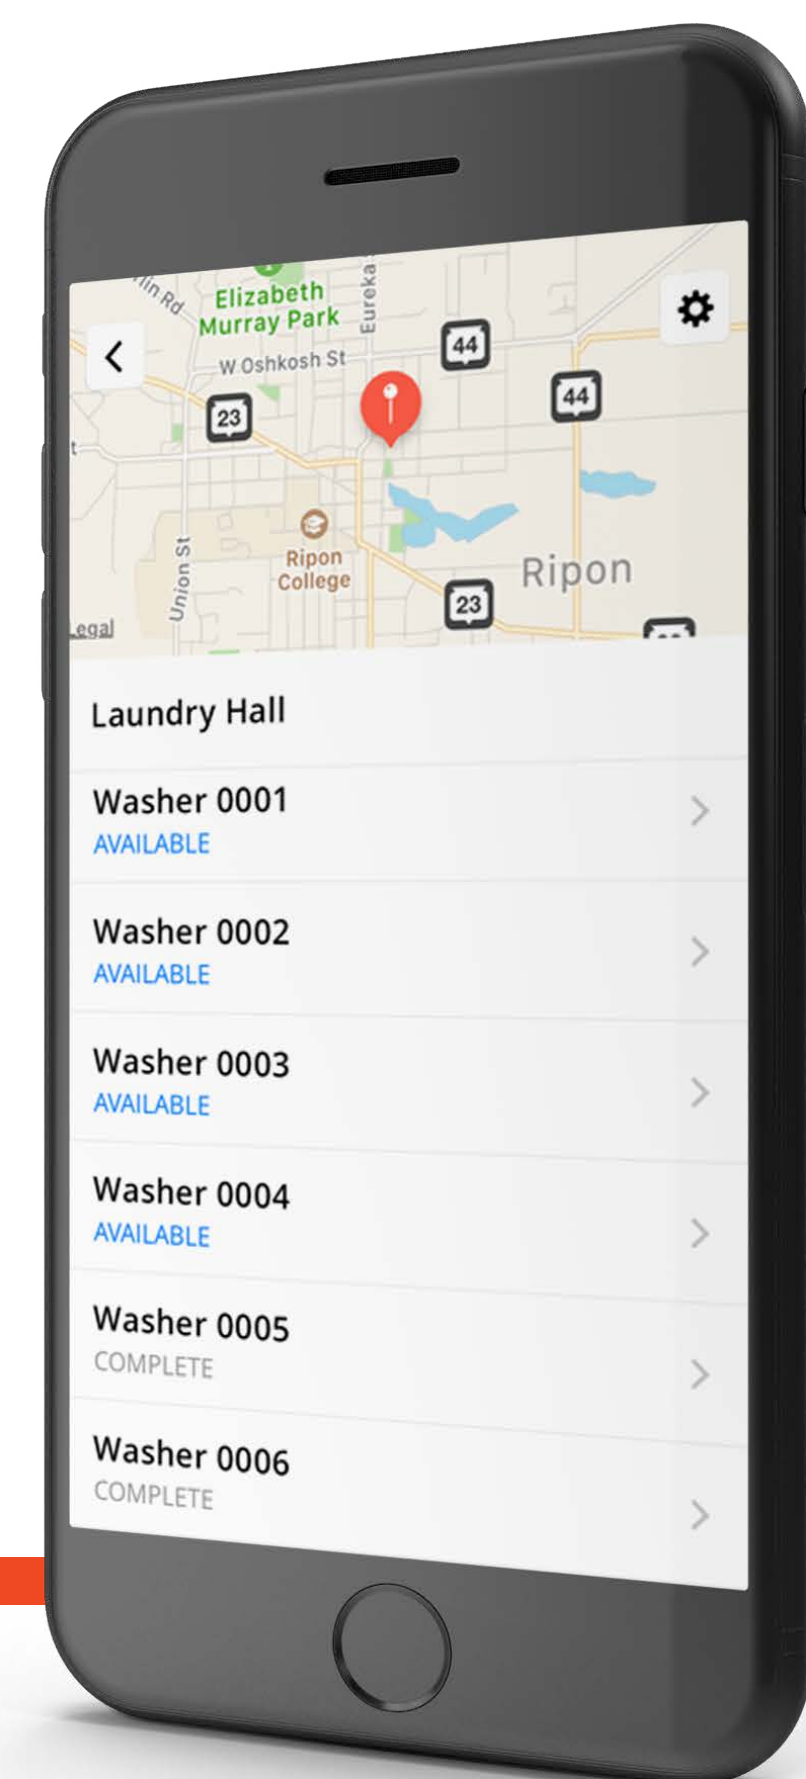 Elizabeth
Murray Park
Eureka
W Oshkosh St
44
44
23
Union St
Ripon
College
Ripon
23
Laundry Hall
Washer 0001
AVAILABLE
Washer 0002
AVAILABLE
Washer 0003
AVAILABLE
Washer 0004
AVAILABLE
Washer 0005
COMPLETE
Washer 0006
COMPLETE